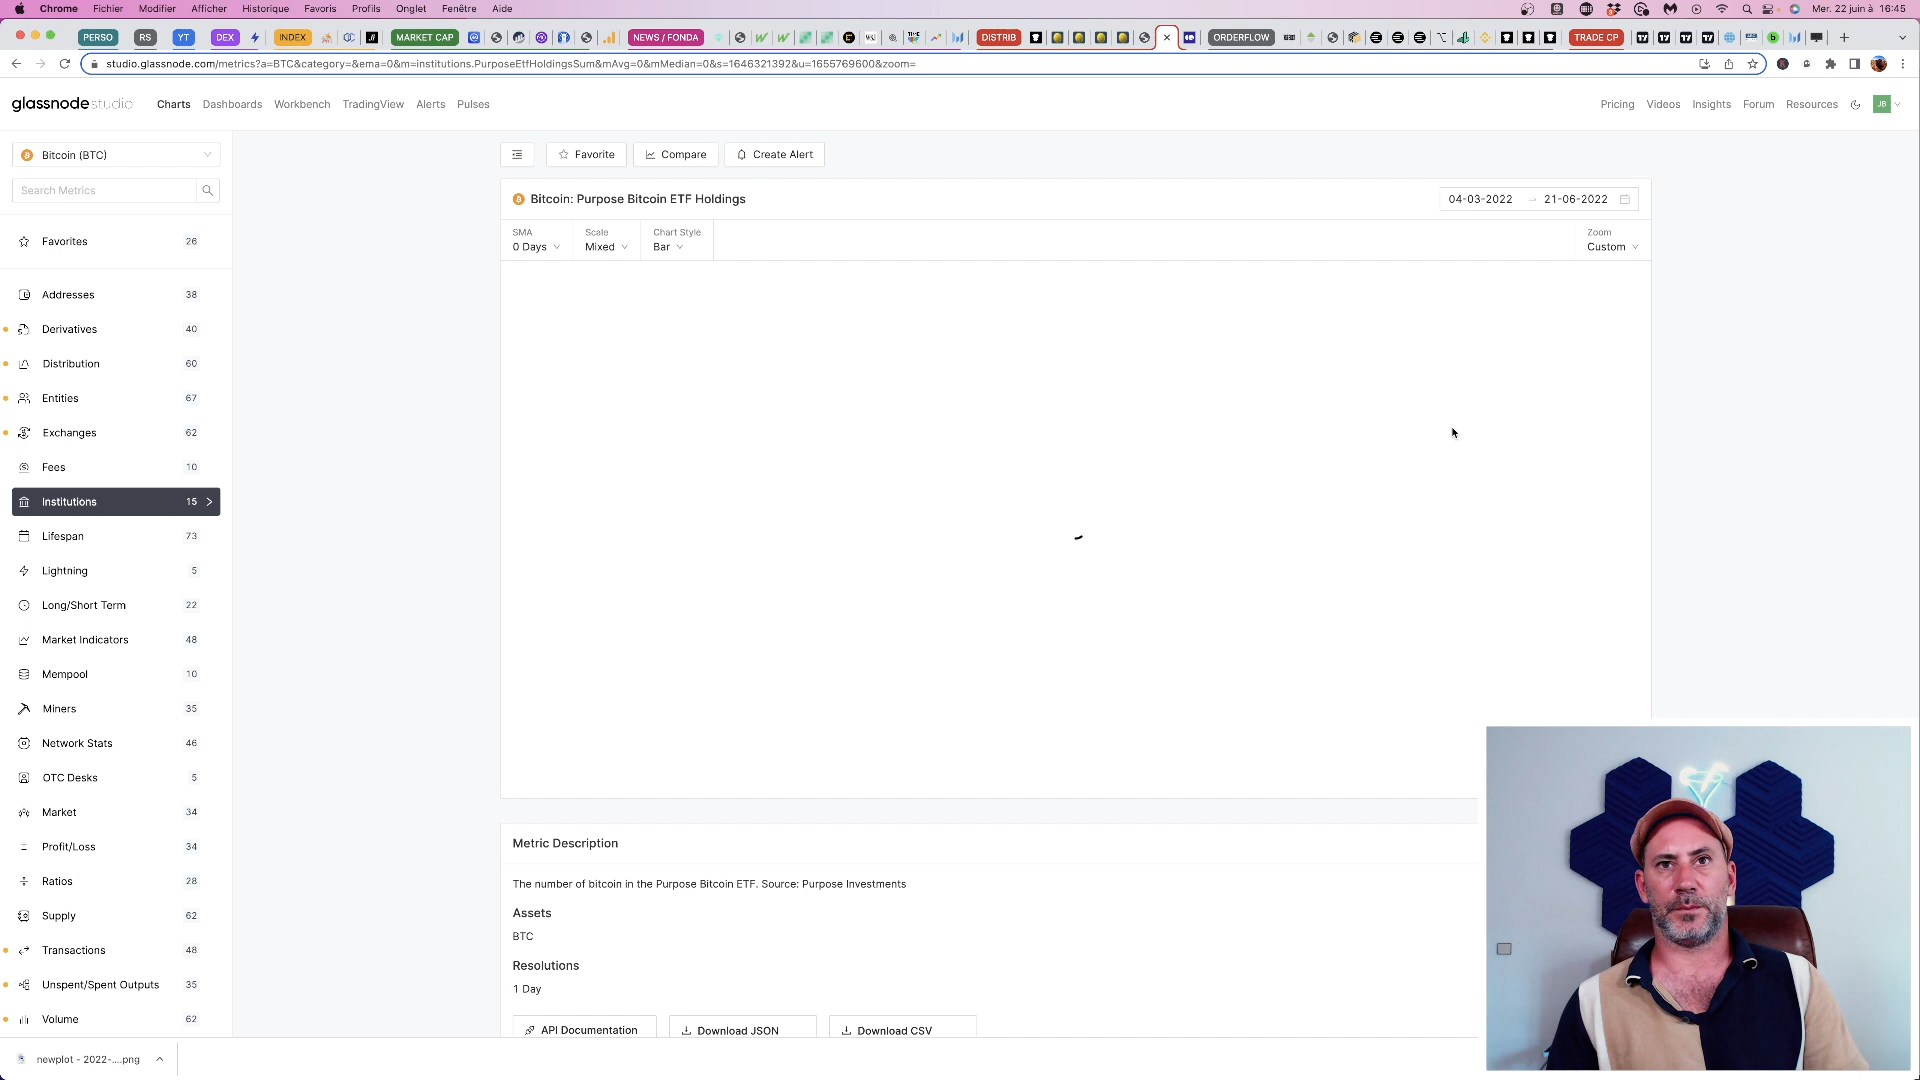 Chrome Fichier Modifier Afficher Historique Favoris Profils Onglet Fenêtre Aide Mer. 22 juin à 16:45
PERSO RS YT DEX INDEX MARKET CAP NEWS / FONDA DISTRIB ORDERFLOW TRADE CP
studio.glassnode.com/metrics?a=BTC&category=&ema=0&m=institutions.PurposeEtfHoldingsSum&mAvg=0&mMedian=0&s=1646321392&u=1655769600&zoom=
glassnodestudio Charts Dashboards Workbench TradingView Alerts Pulses Pricing Videos Insights Forum Resources JB
Bitcoin (BTC)
Search Metrics
Favorites 26
Addresses 38
Derivatives 40
Distribution 60
Entities 67
Exchanges 62
Fees 10
Institutions 15
Lifespan 73
Lightning 5
Long/Short Term 22
Market Indicators 48
Mempool 10
Miners 35
Network Stats 46
OTC Desks 5
Market 34
Profit/Loss 34
Ratios 28
Supply 62
Transactions 48
Unspent/Spent Outputs 35
Volume 62
Favorite Compare Create Alert
Bitcoin: Purpose Bitcoin ETF Holdings 04-03-2022 → 21-06-2022
SMA Scale Chart Style Zoom
0 Days Mixed Bar Custom
Metric Description
The number of bitcoin in the Purpose Bitcoin ETF. Source: Purpose Investments
Assets
BTC
Resolutions
1 Day
API Documentation Download JSON Download CSV
newplot - 2022-....png